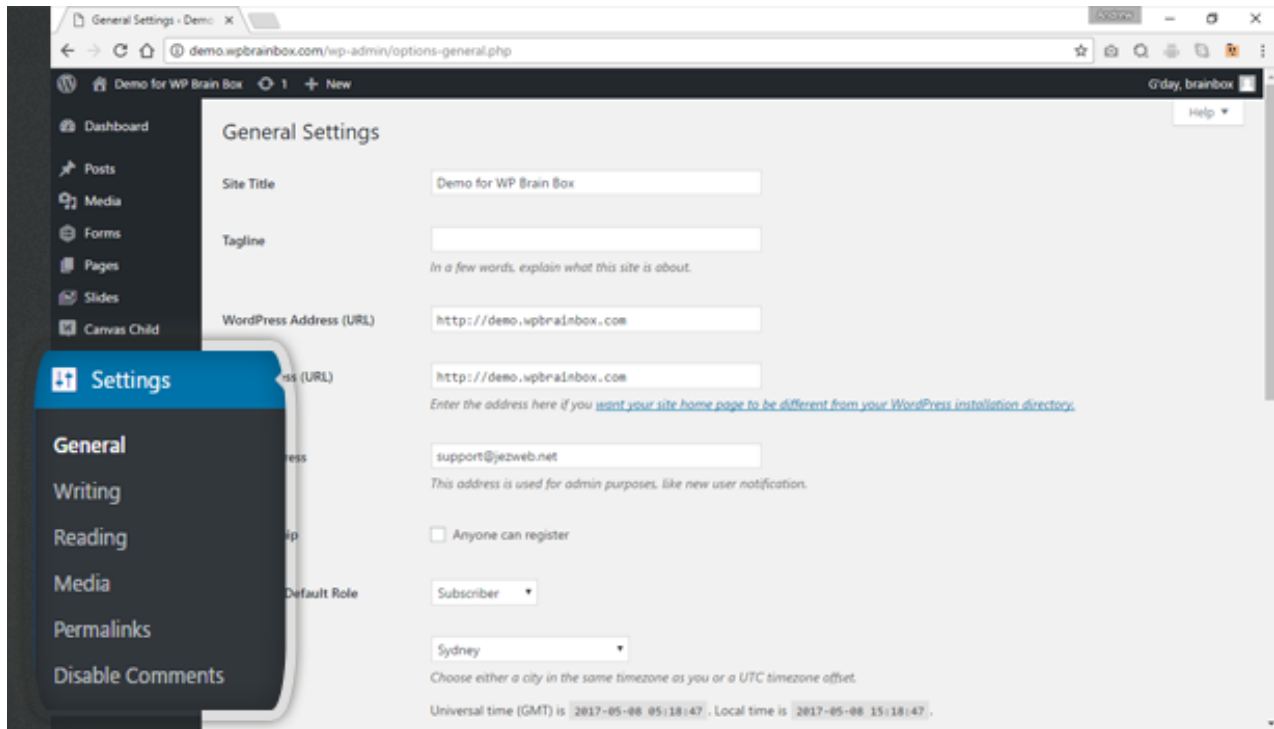 General Settings ‹ Demo
Andrew
demo.wpbrainbox.com/wp-admin/options-general.php
Demo for WP Brain Box 1 + New
G'day, brainbox
Help
Dashboard
Posts
Media
Forms
Pages
Slides
Canvas Child
Settings
General
Writing
Reading
Media
Permalinks
Disable Comments
General Settings
Site Title Demo for WP Brain Box
Tagline
In a few words, explain what this site is about.
WordPress Address (URL) http://demo.wpbrainbox.com
ss (URL) http://demo.wpbrainbox.com
Enter the address here if you want your site home page to be different from your WordPress installation directory.
ress support@jezweb.net
This address is used for admin purposes, like new user notification.
ip Anyone can register
Default Role Subscriber
Sydney
Choose either a city in the same timezone as you or a UTC timezone offset.
Universal time (GMT) is 2017-05-08 05:18:47 . Local time is 2017-05-08 15:18:47 .